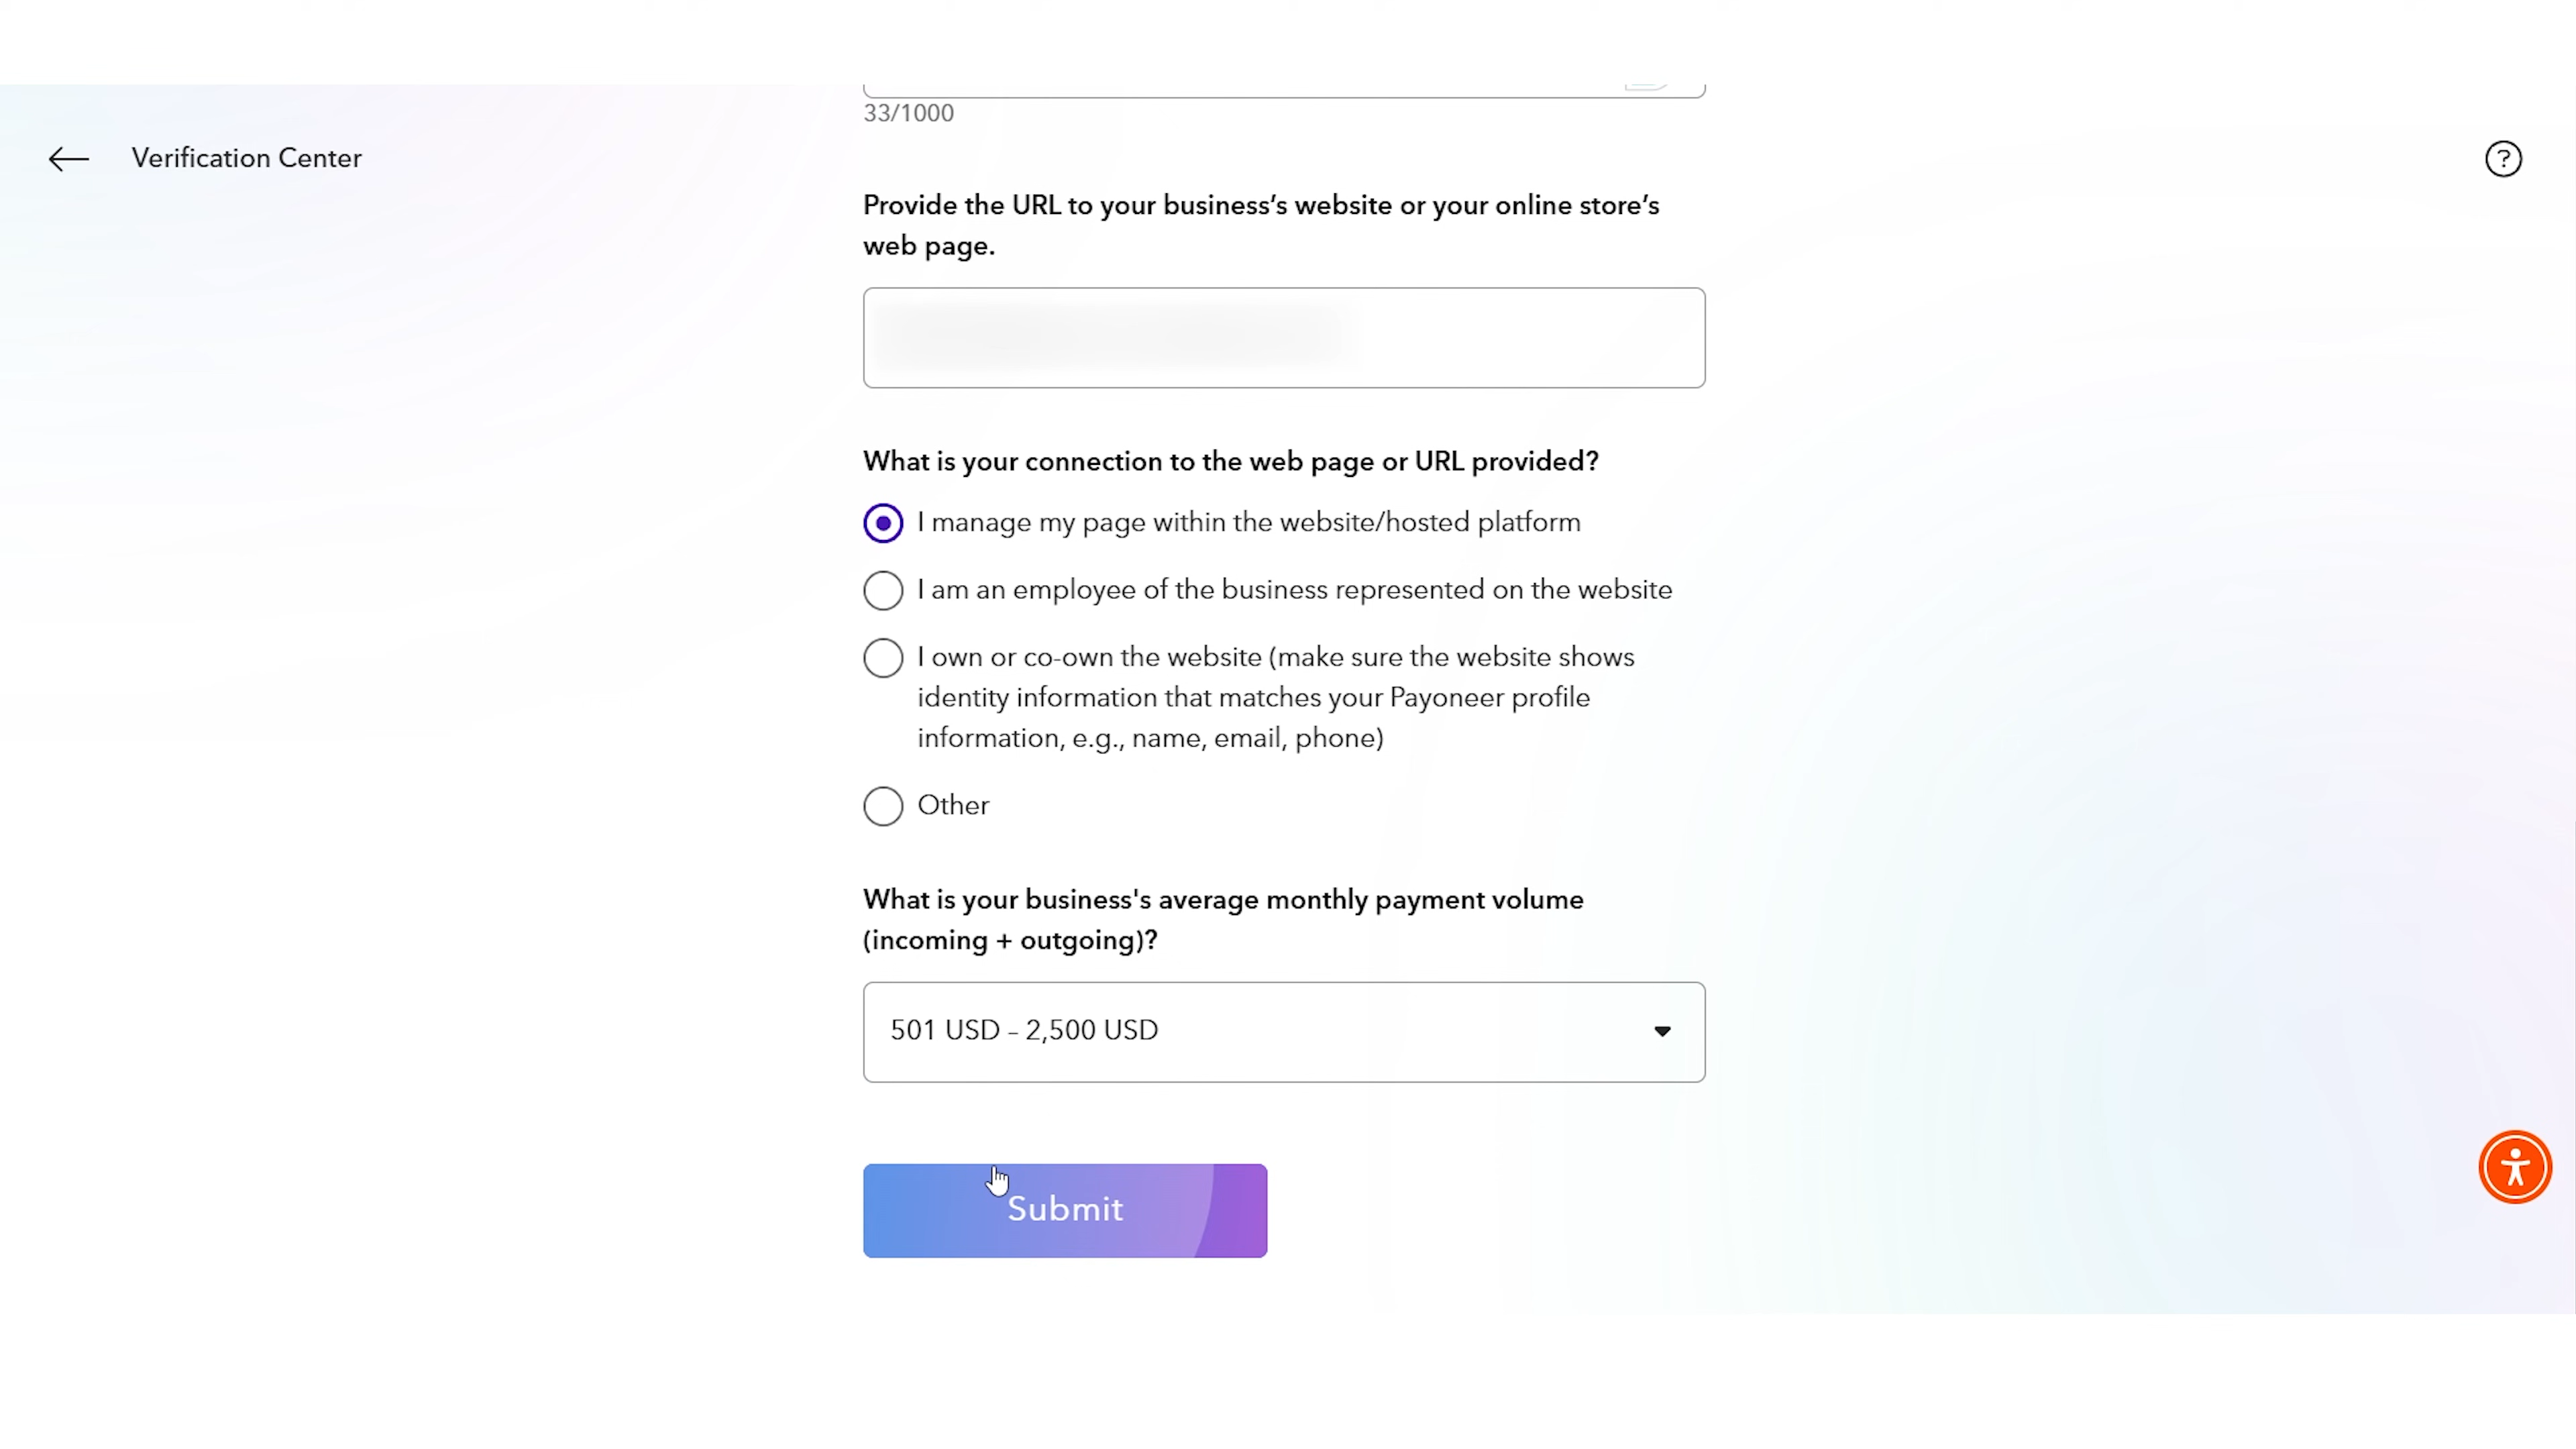 33/1000
Verification Center
?
Provide the URL to your business’s website or your online store’s
web page.
What is your connection to the web page or URL provided?
I manage my page within the website/hosted platform
I am an employee of the business represented on the website
I own or co-own the website (make sure the website shows
identity information that matches your Payoneer profile
information, e.g., name, email, phone)
Other
What is your business's average monthly payment volume
(incoming + outgoing)?
501 USD – 2,500 USD
Submit